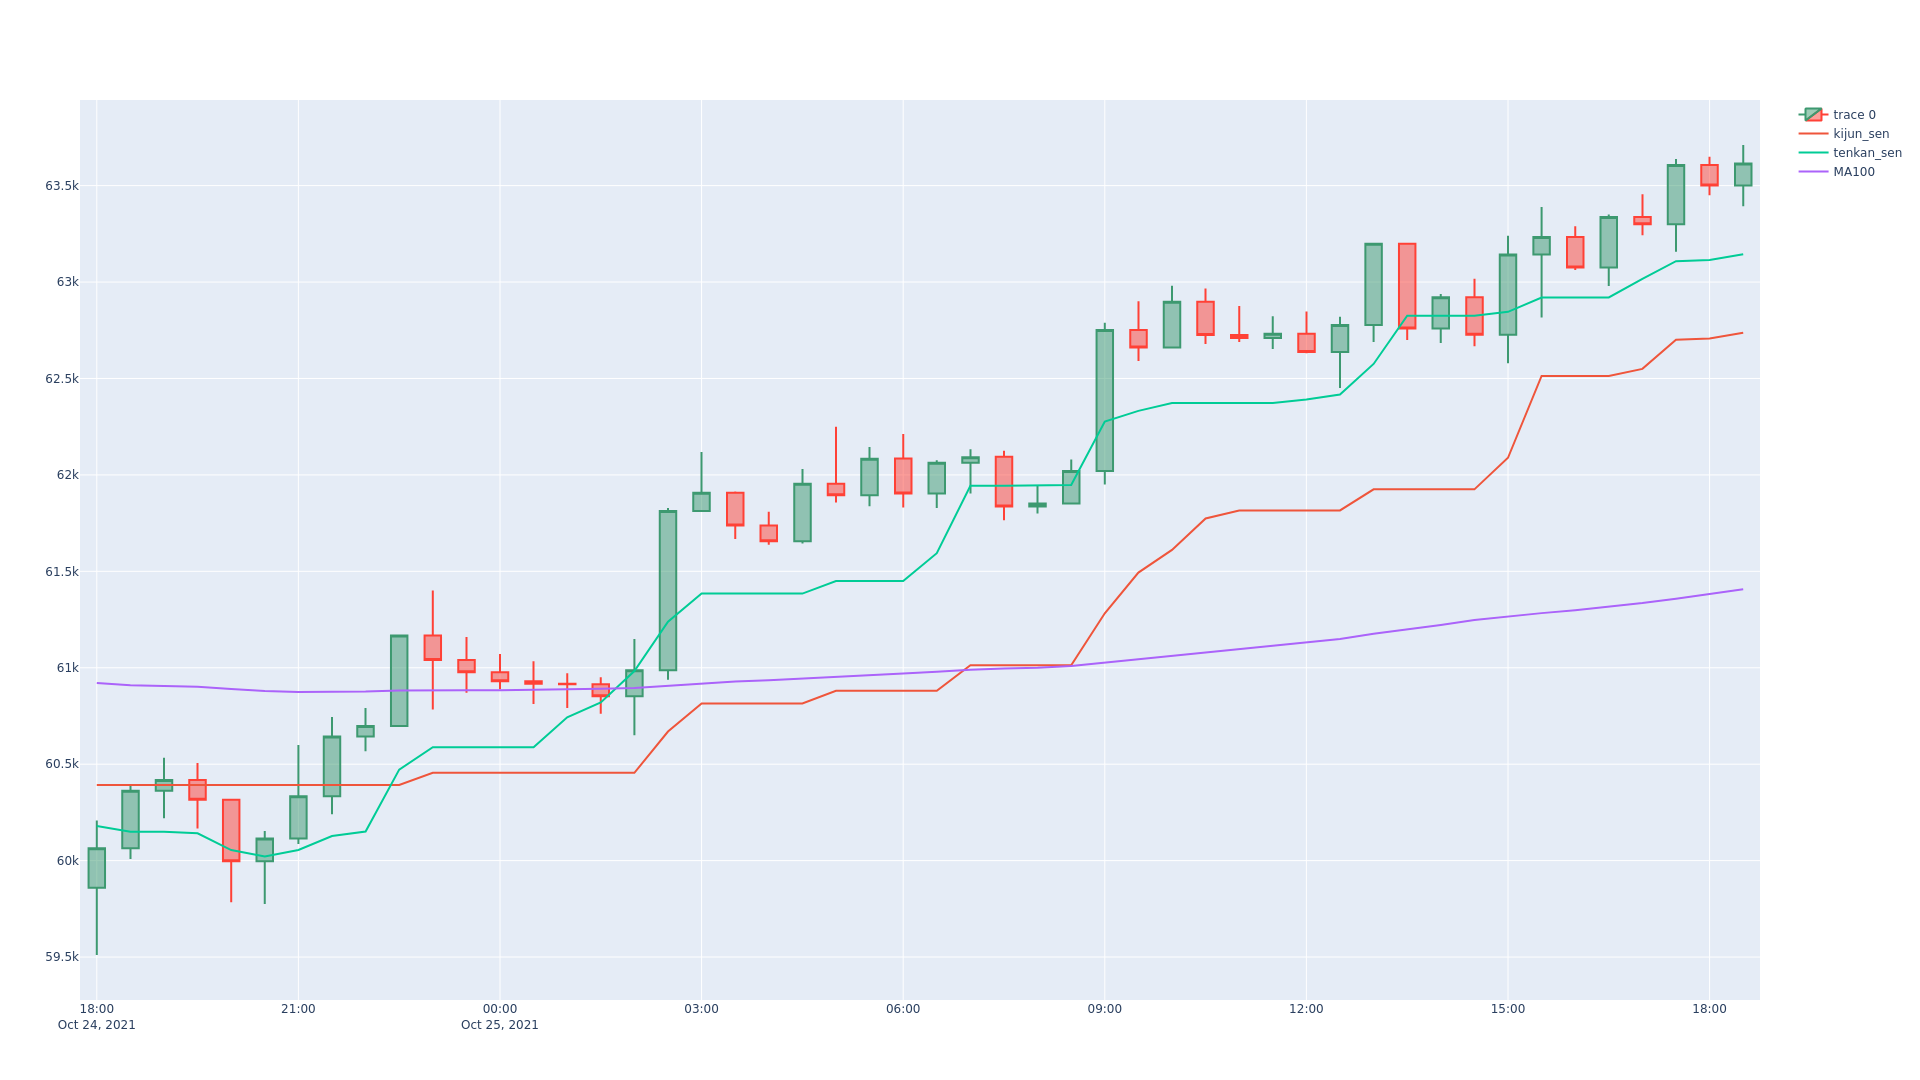 trace 0
kijun_sen
tenkan_sen
MA100
63.5k
63k
62.5k
62k
61.5k
61k
60.5k
60k
59.5k
18:00 21:00 00:00 03:00 06:00 09:00 12:00 15:00 18:00
Oct 24, 2021 Oct 25, 2021